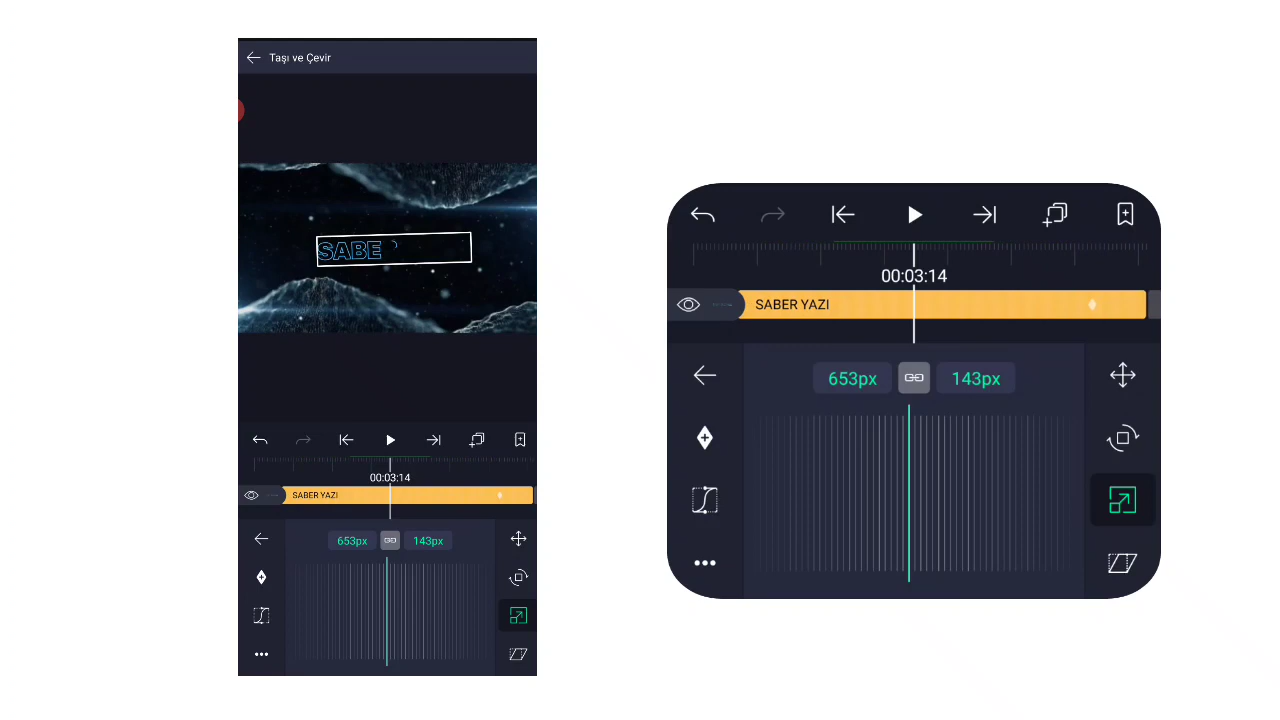 Taşı ve Çevir
SABE
00:03:14
SABER YAZI
653px
143px
00:03:14
SABER YAZI
653px
143px